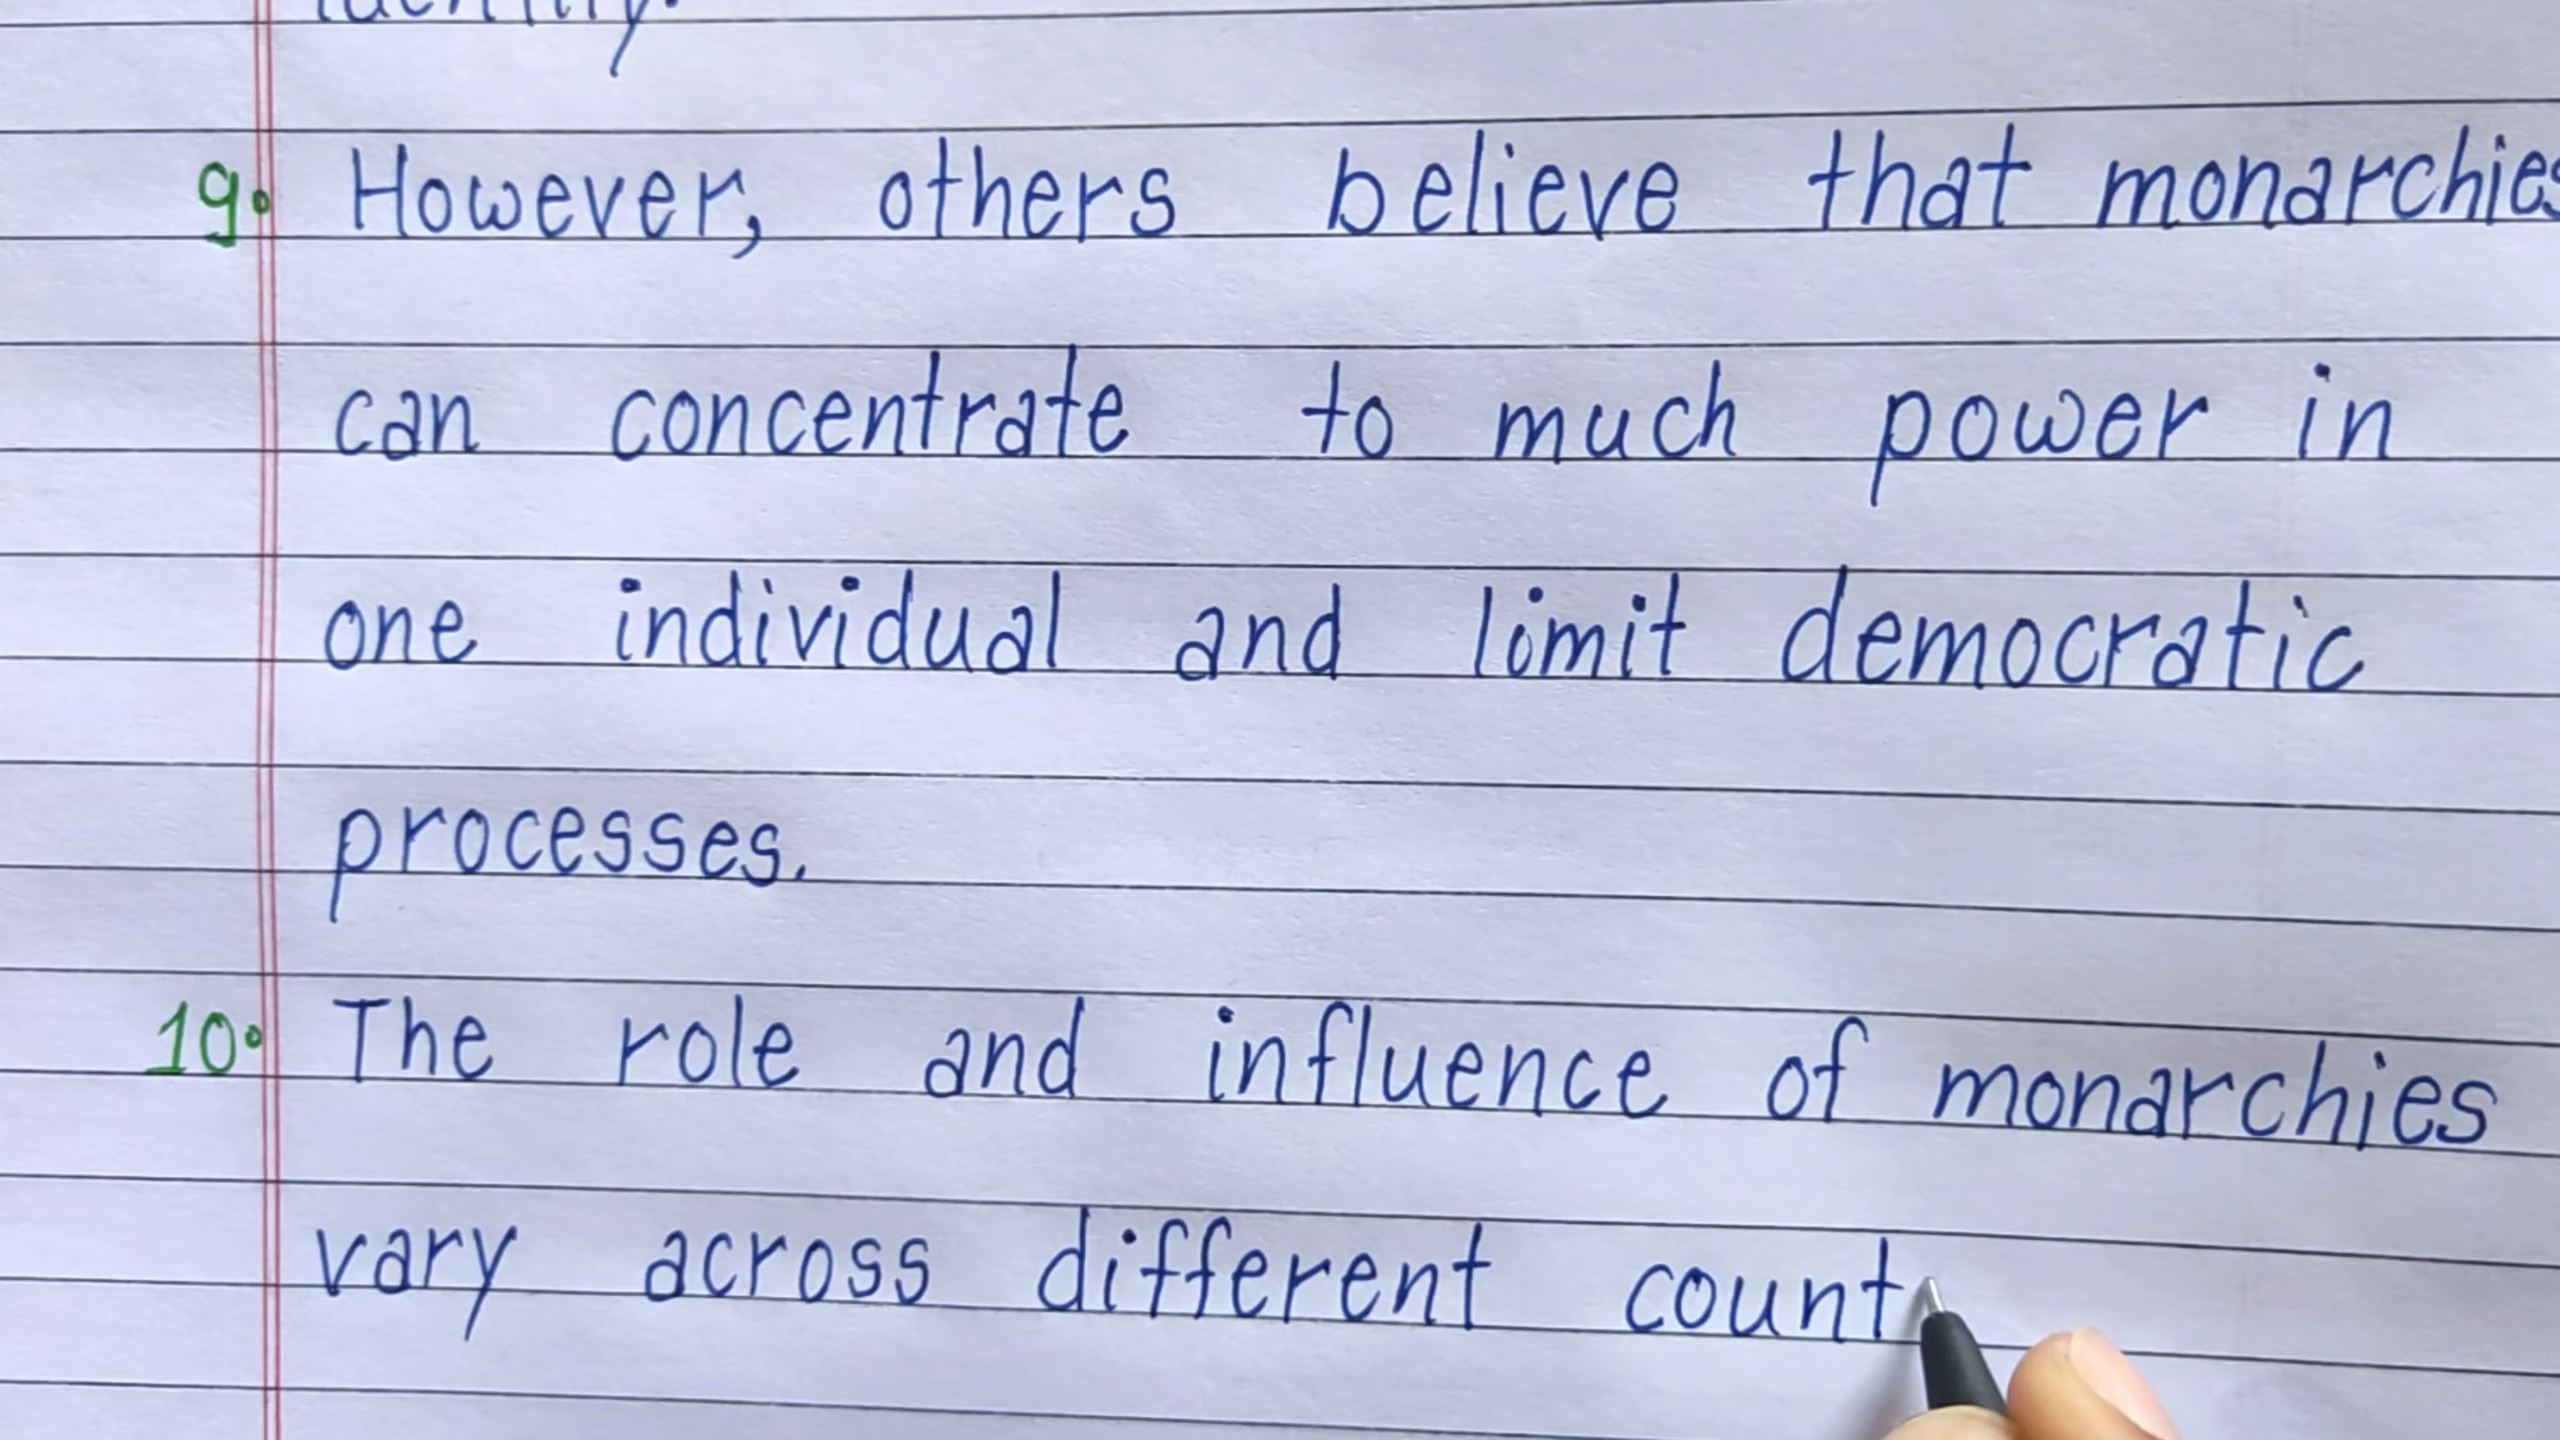 identity.
9. However, others believe that monarchies
can concentrate to much power in
one individual and limit democratic
processes.
10. The role and influence of monarchies
vary across different count